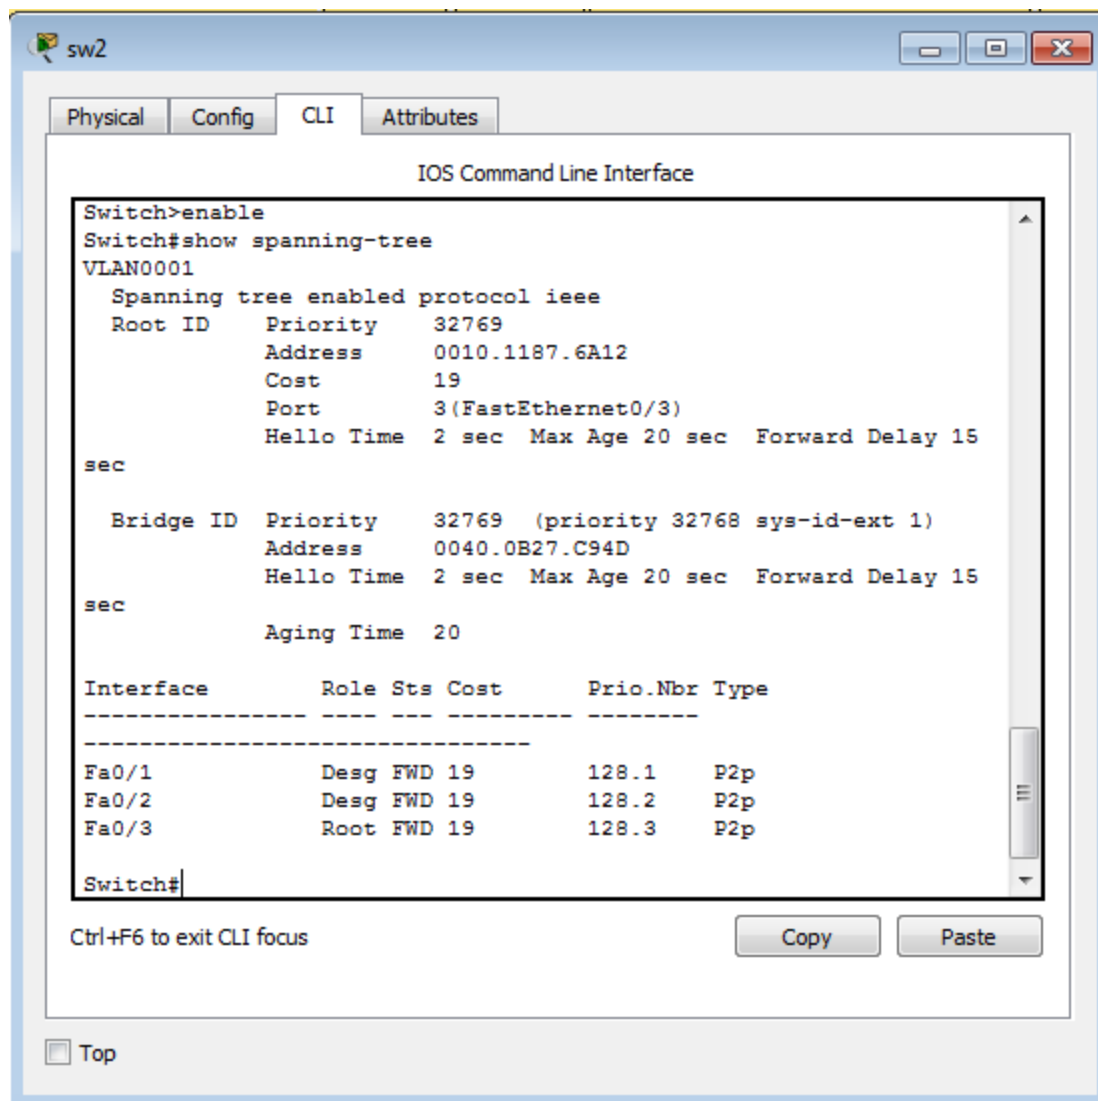 sw2
Physical Config CLI Attributes
IOS Command Line Interface
Switch>enable
Switch#show spanning-tree
VLAN0001
  Spanning tree enabled protocol ieee
  Root ID    Priority    32769
             Address     0010.1187.6A12
             Cost        19
             Port        3(FastEthernet0/3)
             Hello Time  2 sec  Max Age 20 sec  Forward Delay 15
sec

  Bridge ID  Priority    32769  (priority 32768 sys-id-ext 1)
             Address     0040.0B27.C94D
             Hello Time  2 sec  Max Age 20 sec  Forward Delay 15
sec
             Aging Time  20

Interface        Role Sts Cost      Prio.Nbr Type
---------------- ---- --- --------- --------
--------------------------------
Fa0/1            Desg FWD 19        128.1    P2p
Fa0/2            Desg FWD 19        128.2    P2p
Fa0/3            Root FWD 19        128.3    P2p

Switch#
Ctrl+F6 to exit CLI focus
Copy Paste
Top